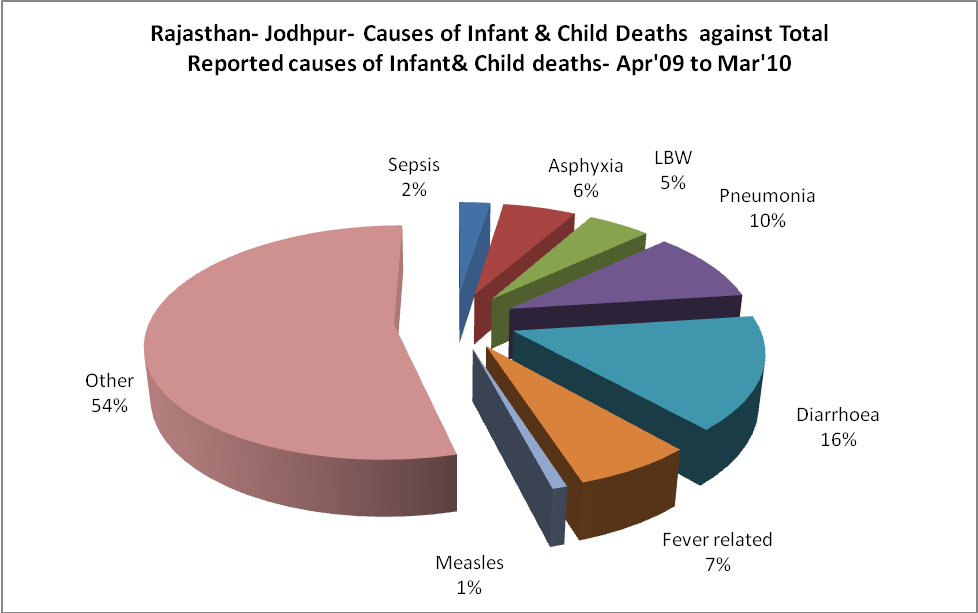 Rajasthan- Jodhpur- Causes of Infant & Child Deaths against Total
Reported causes of Infant& Child deaths- Apr'09 to Mar'10
Sepsis
2%
Asphyxia
6%
LBW
5%
Pneumonia
10%
Diarrhoea
16%
Fever related
7%
Measles
1%
Other
54%